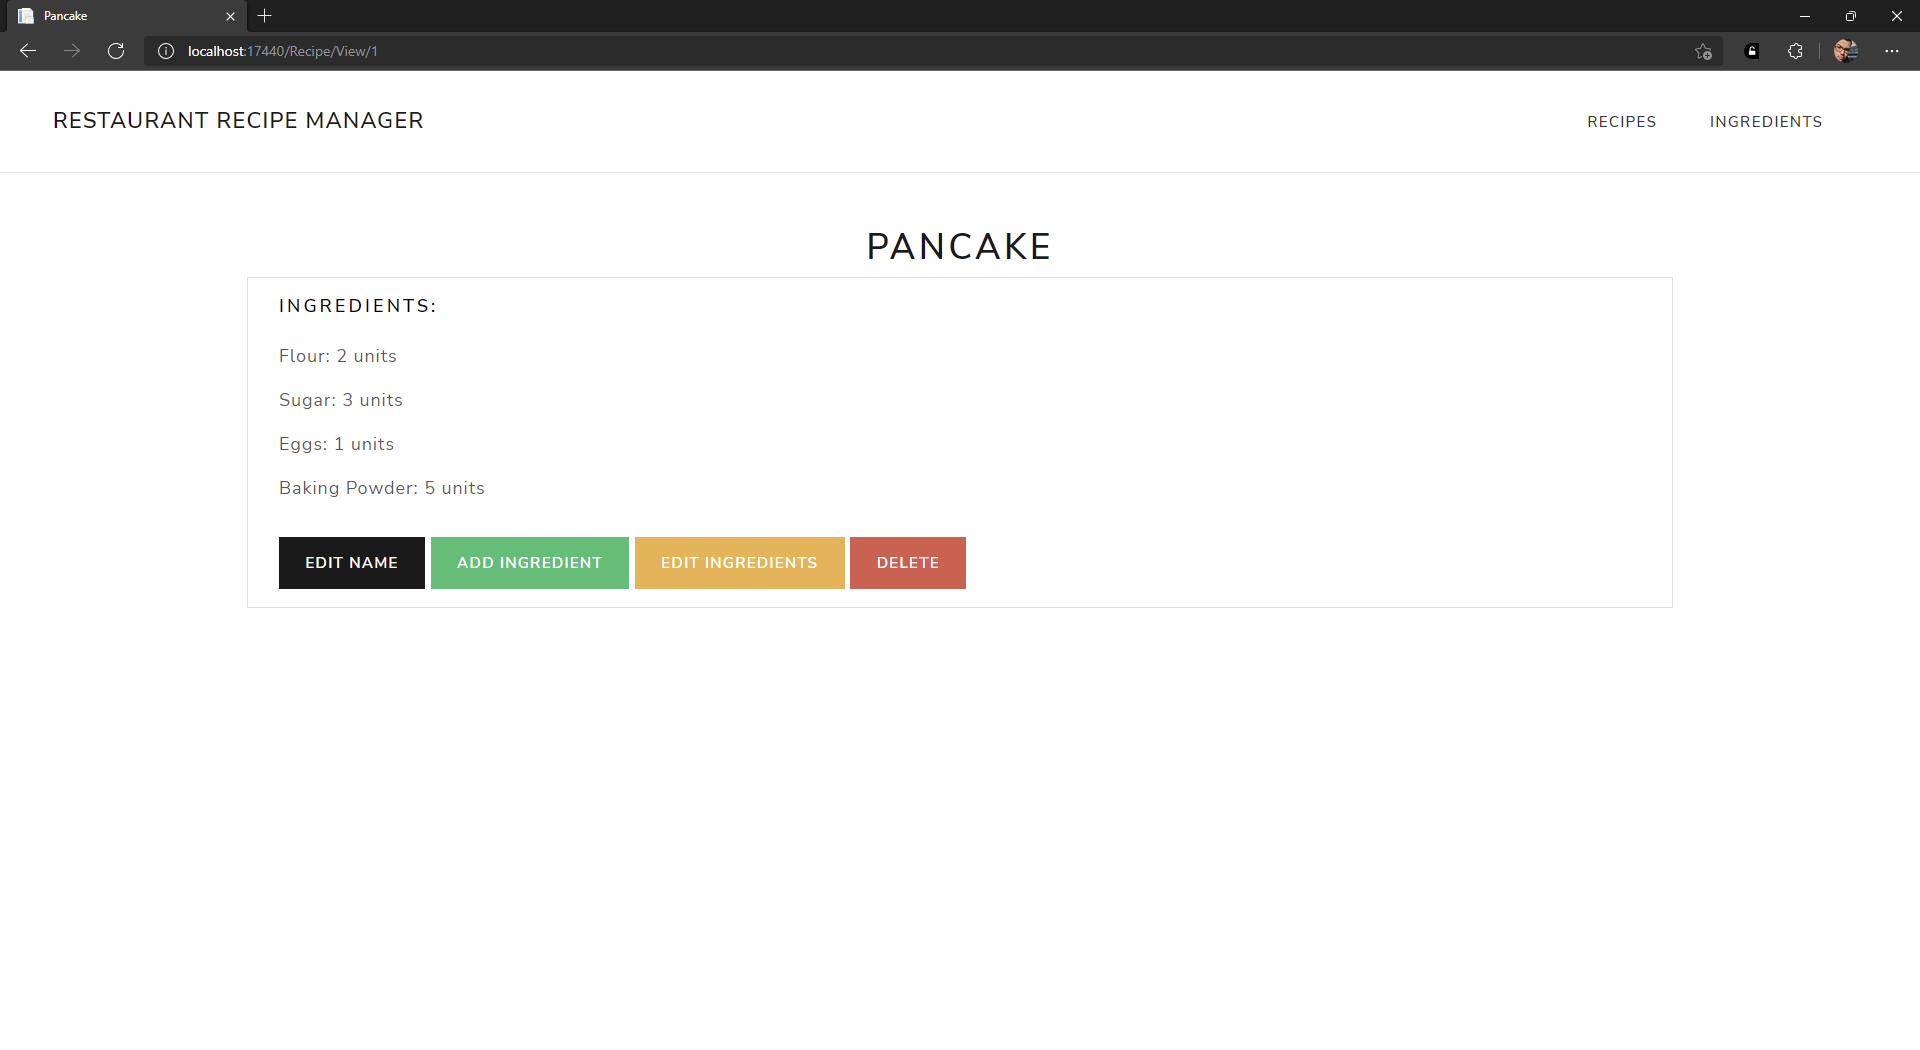 Pancake
localhost:17440/Recipe/View/1
RESTAURANT RECIPE MANAGER
RECIPES INGREDIENTS
PANCAKE
INGREDIENTS:
Flour: 2 units
Sugar: 3 units
Eggs: 1 units
Baking Powder: 5 units
EDIT NAME ADD INGREDIENT EDIT INGREDIENTS DELETE